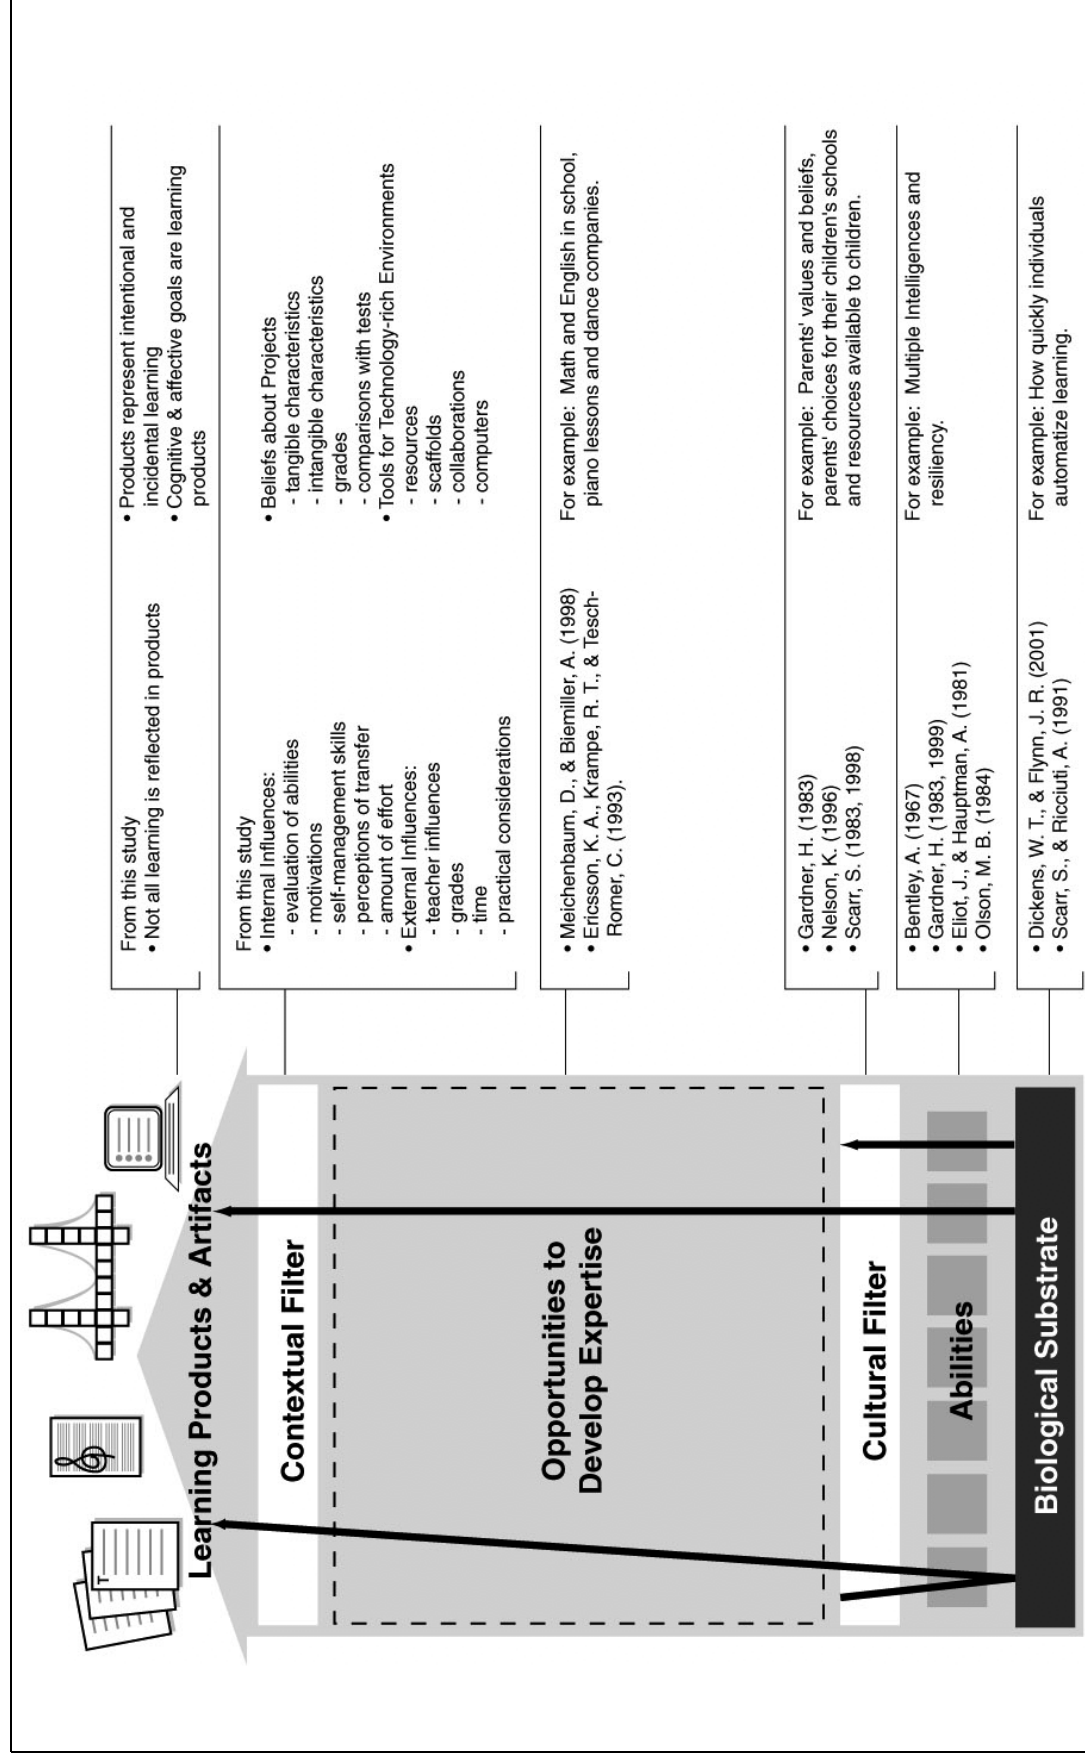 T
Learning Products & Artifacts
Contextual Filter
Opportunities to
Develop Expertise
Cultural Filter
Abilities
Biological Substrate
From this study
• Not all learning is reflected in products
• Products represent intentional and
incidental learning
• Cognitive & affective goals are learning
products
From this study
• Internal Influences:
- evaluation of abilities
- motivations
- self-management skills
- perceptions of transfer
- amount of effort
• External Influences:
- teacher influences
- grades
- time
- practical considerations
• Beliefs about Projects
- tangible characteristics
- intangible characteristics
- grades
- comparisons with tests
• Tools for Technology-rich Environments
- resources
- scaffolds
- collaborations
- computers
• Meichenbaum, D., & Biemiller, A. (1998)
• Ericsson, K. A., Krampe, R. T., & Tesch-
Romer, C. (1993).
For example: Math and English in school,
piano lessons and dance companies.
• Gardner, H. (1983)
• Nelson, K. (1996)
• Scarr, S. (1983, 1998)
For example: Parents' values and beliefs,
parents' choices for their children's schools
and resources available to children.
• Bentley, A. (1967)
• Gardner, H. (1983, 1999)
• Eliot, J., & Hauptman, A. (1981)
• Olson, M. B. (1984)
For example: Multiple Intelligences and
resiliency.
• Dickens, W. T., & Flynn, J. R. (2001)
• Scarr, S., & Ricciuti, A. (1991)
For example: How quickly individuals
automatize learning.